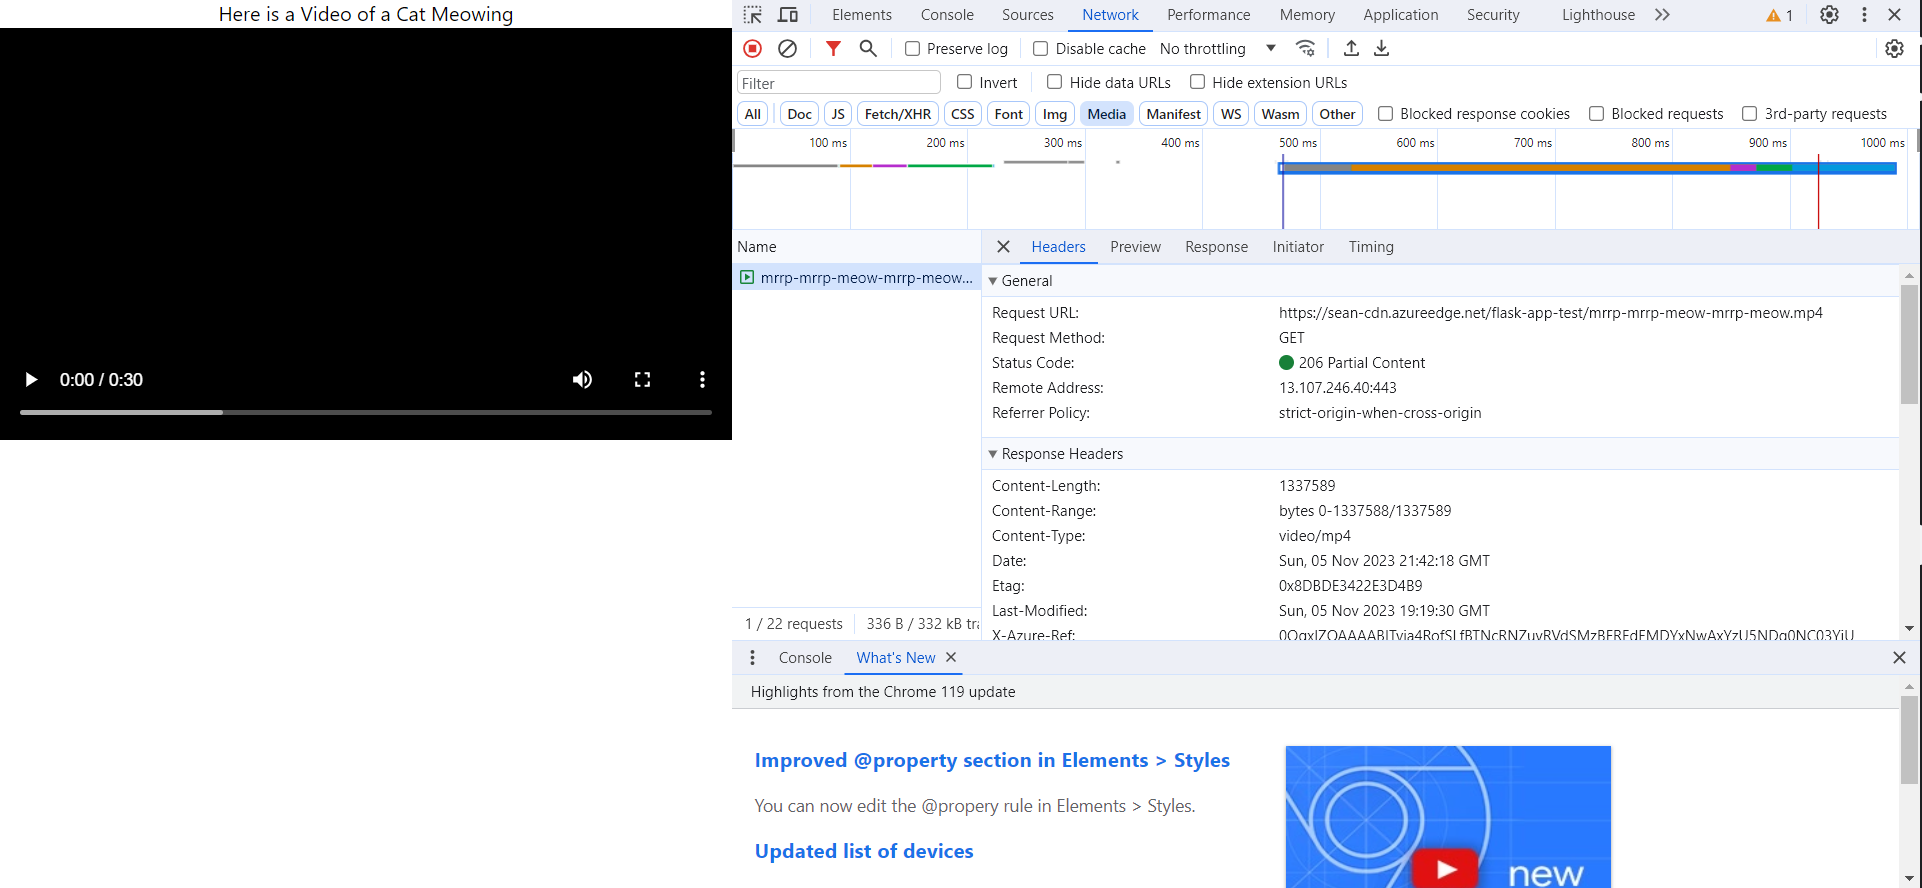 Here is a Video of a Cat Meowing
0:00 / 0:30
Elements Console Sources Network Performance Memory Application Security Lighthouse 1
Preserve log Disable cache No throttling
Filter Invert Hide data URLs Hide extension URLs
All Doc JS Fetch/XHR CSS Font Img Media Manifest WS Wasm Other Blocked response cookies Blocked requests 3rd-party requests
100 ms 200 ms 300 ms 400 ms 500 ms 600 ms 700 ms 800 ms 900 ms 1000 ms
Name
mrrp-mrrp-meow-mrrp-meow...
1 / 22 requests 336 B / 332 kB tra
Headers Preview Response Initiator Timing
General
Request URL: https://sean-cdn.azureedge.net/flask-app-test/mrrp-mrrp-meow-mrrp-meow.mp4
Request Method: GET
Status Code: 206 Partial Content
Remote Address: 13.107.246.40:443
Referrer Policy: strict-origin-when-cross-origin
Response Headers
Content-Length: 1337589
Content-Range: bytes 0-1337588/1337589
Content-Type: video/mp4
Date: Sun, 05 Nov 2023 21:42:18 GMT
Etag: 0x8DBDE3422E3D4B9
Last-Modified: Sun, 05 Nov 2023 19:19:30 GMT
X-Azure-Ref:
Console What's New
Highlights from the Chrome 119 update
Improved @property section in Elements > Styles
You can now edit the @propery rule in Elements > Styles.
Updated list of devices
new